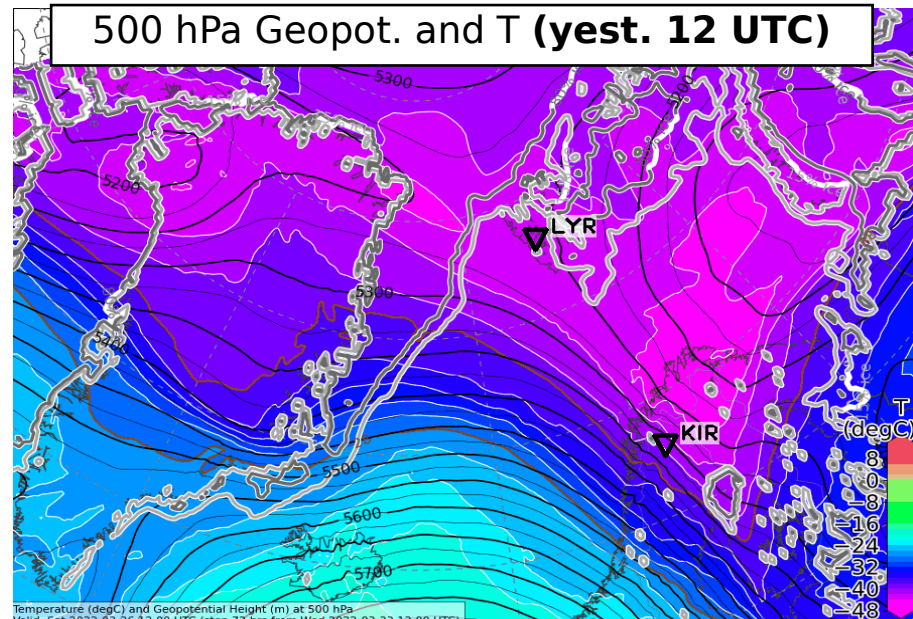 500 hPa Geopot. and T (yest. 12 UTC)
5300
5200
5200
LYR
5300
5400
T
(degC)
KIR
8
0
−8
−16
−24
−32
−40
−48
5500
5600
5700
Temperature (degC) and Geopotential Height (m) at 500 hPa